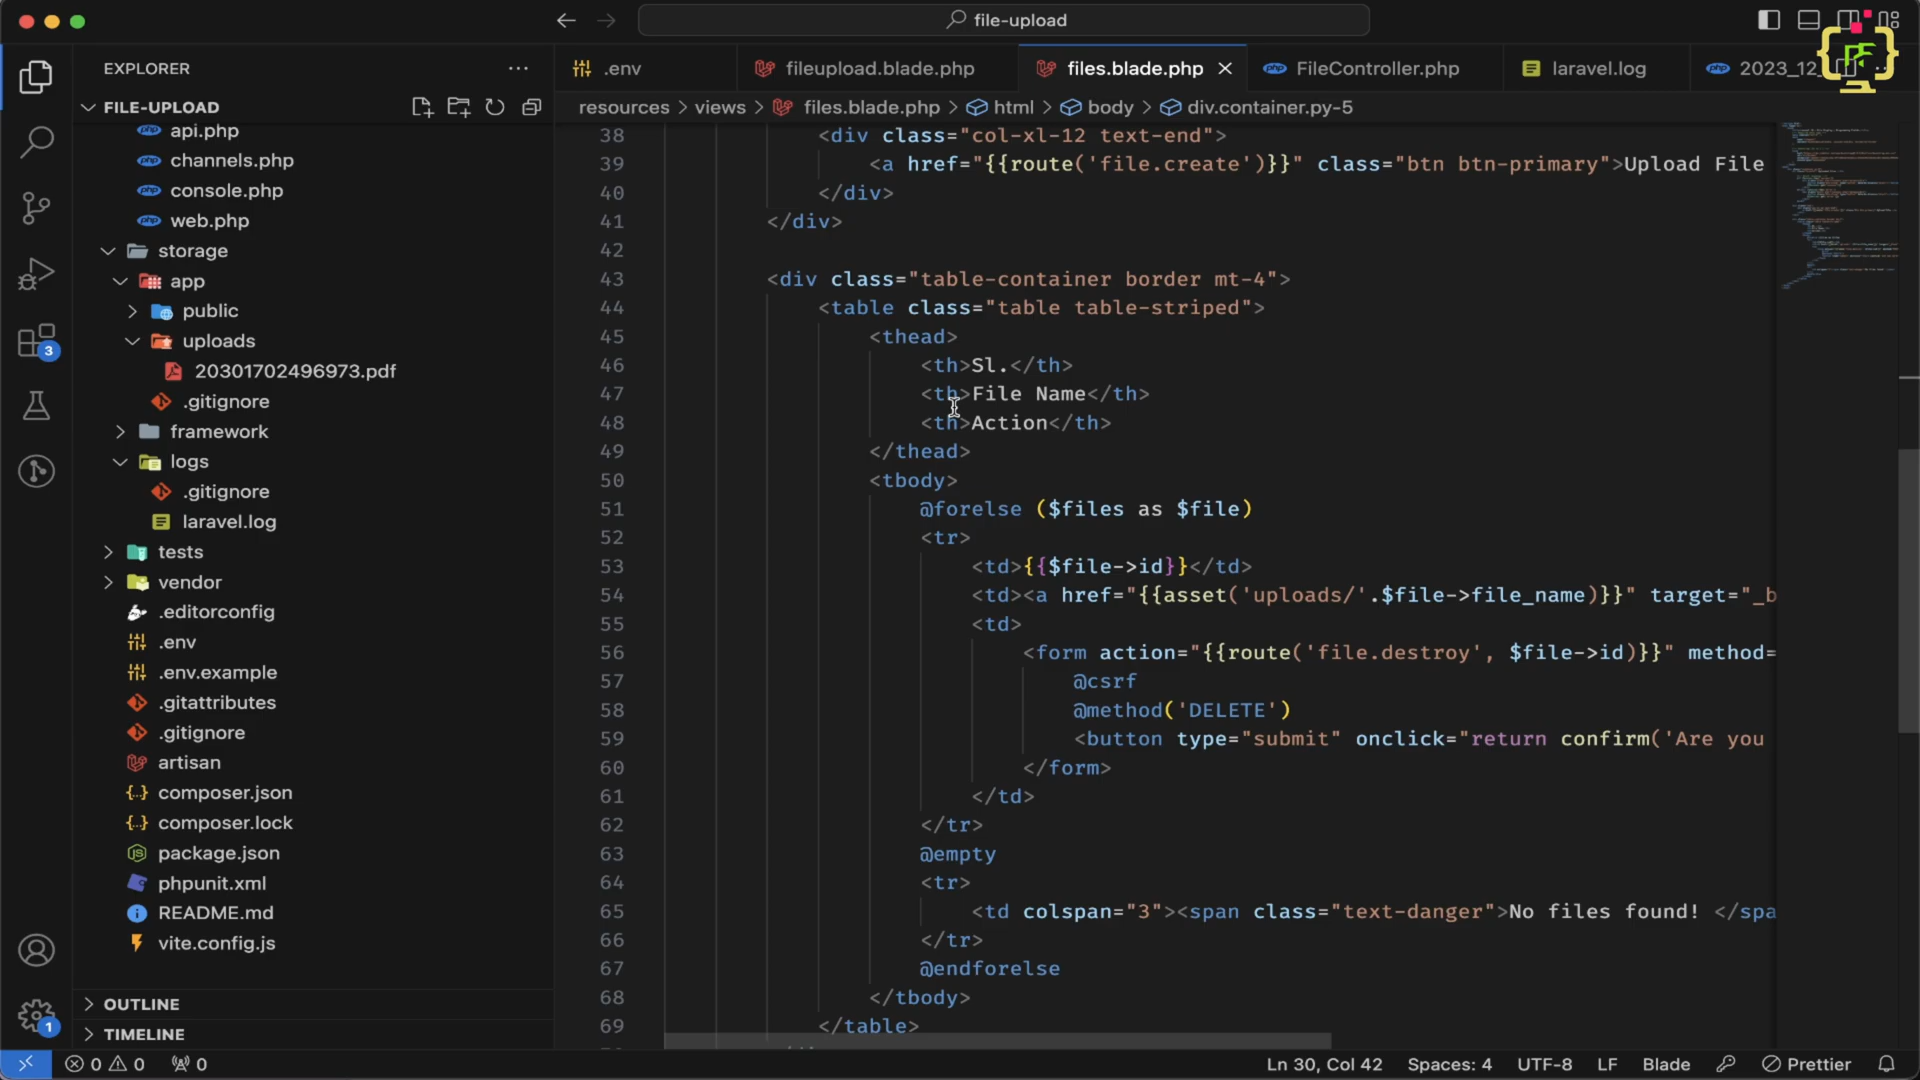 file-upload
EXPLORER
FILE-UPLOAD
api.php
channels.php
console.php
web.php
storage
app
public
uploads
20301702496973.pdf
.gitignore
framework
logs
.gitignore
laravel.log
tests
vendor
.editorconfig
.env
.env.example
.gitattributes
.gitignore
artisan
composer.json
composer.lock
package.json
phpunit.xml
README.md
vite.config.js
OUTLINE
TIMELINE
3
1
.env
fileupload.blade.php
files.blade.php
FileController.php
laravel.log
2023_12_
resources > views > files.blade.php > html > body > div.container.py-5
38 <div class="col-xl-12 text-end">
39 <a href="{{route('file.create')}}" class="btn btn-primary">Upload File
40 </div>
41 </div>
42
43 <div class="table-container border mt-4">
44 <table class="table table-striped">
45 <thead>
46 <th>Sl.</th>
47 <th>File Name</th>
48 <th>Action</th>
49 </thead>
50 <tbody>
51 @forelse ($files as $file)
52 <tr>
53 <td>{{$file->id}}</td>
54 <td><a href="{{asset('uploads/'.$file->file_name)}}" target="_b
55 <td>
56 <form action="{{route('file.destroy', $file->id)}}" method=
57 @csrf
58 @method('DELETE')
59 <button type="submit" onclick="return confirm('Are you
60 </form>
61 </td>
62 </tr>
63 @empty
64 <tr>
65 <td colspan="3"><span class="text-danger">No files found! </spa
66 </tr>
67 @endforelse
68 </tbody>
69 </table>
0 0 0
Ln 30, Col 42 Spaces: 4 UTF-8 LF Blade Prettier